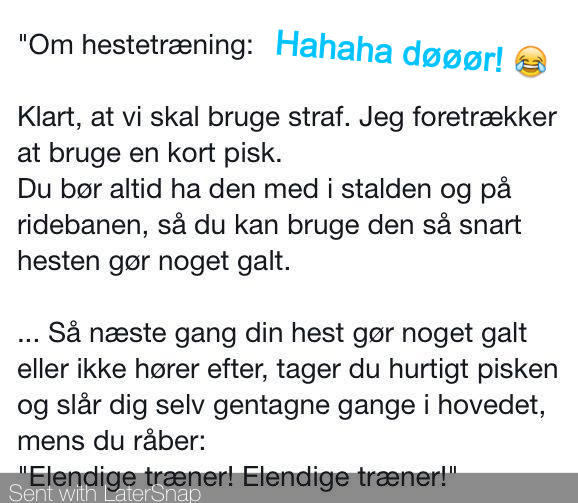 "Om hestetræning: Hahaha døøør! 😂
Klart, at vi skal bruge straf. Jeg foretrækker
at bruge en kort pisk.
Du bør altid ha den med i stalden og på
ridebanen, så du kan bruge den så snart
hesten gør noget galt.
... Så næste gang din hest gør noget galt
eller ikke hører efter, tager du hurtigt pisken
og slår dig selv gentagne gange i hovedet,
mens du råber:
"Elendige træner! Elendige træner!"
Sent with LaterSnap